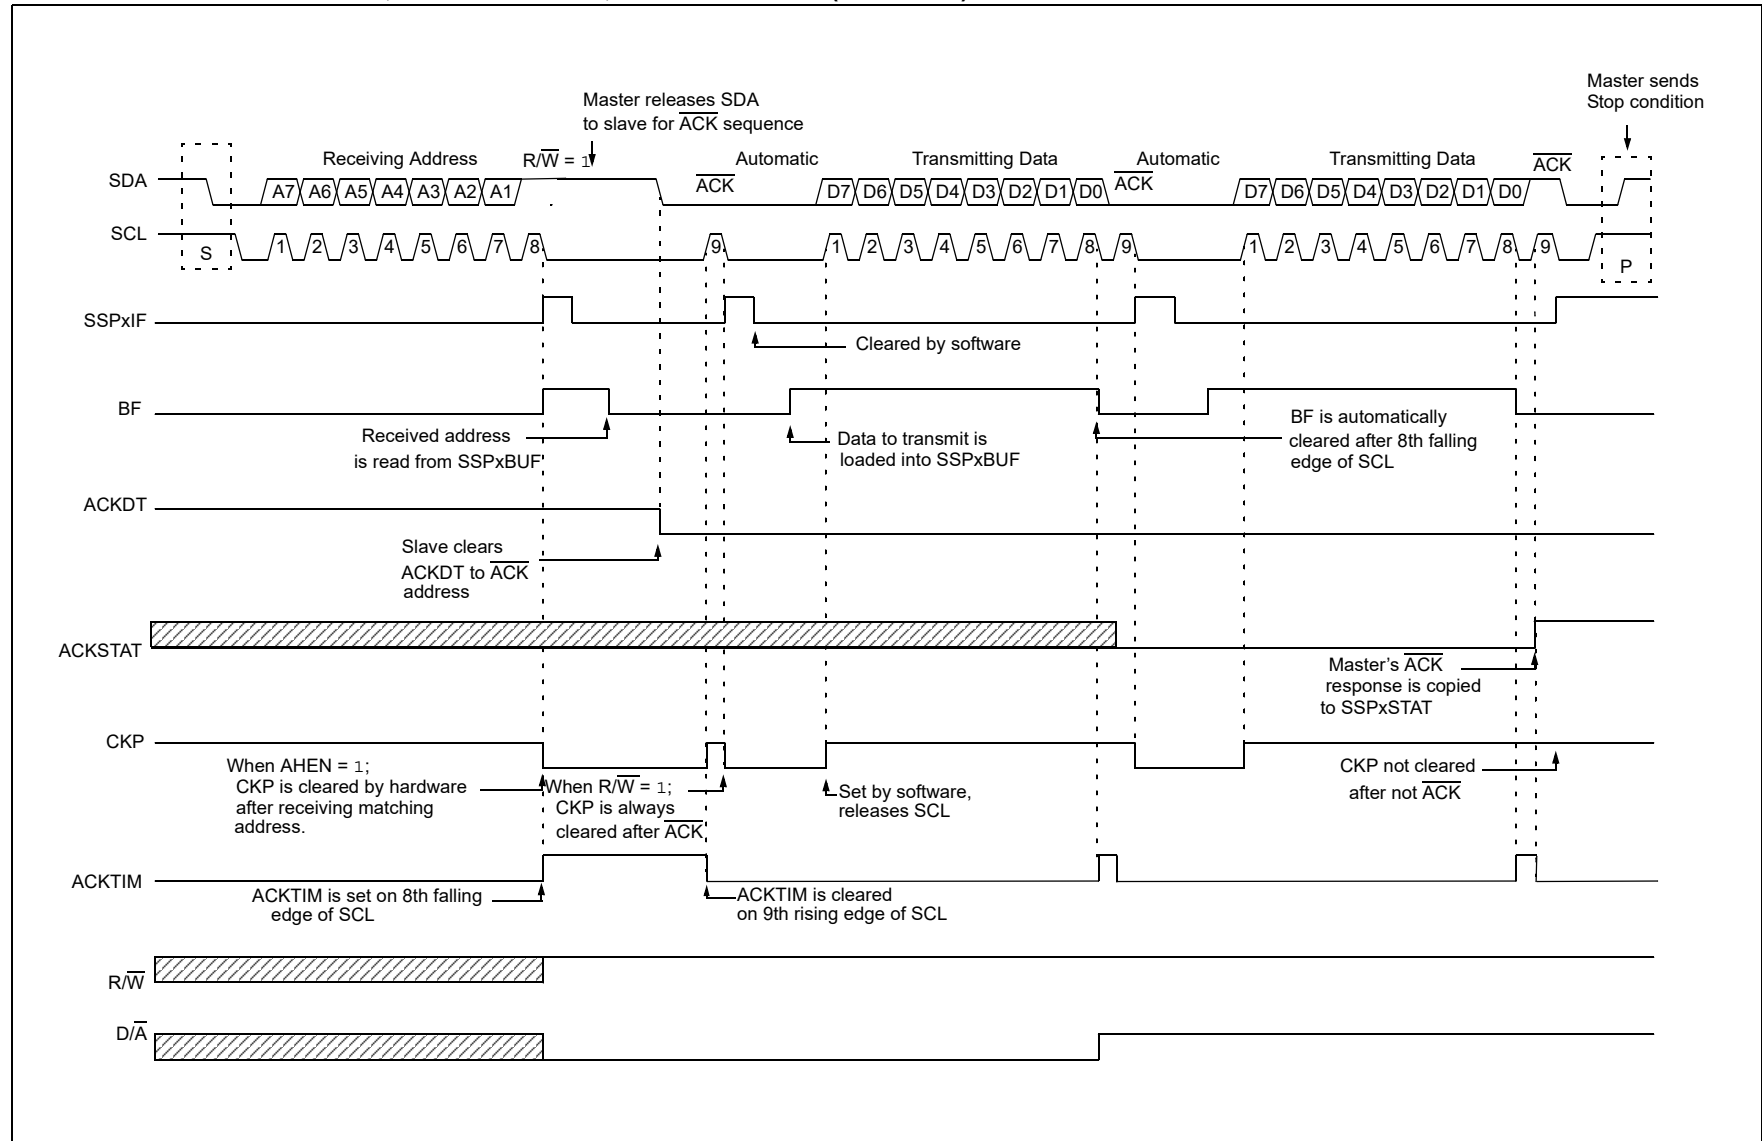 Master sends
Stop condition
Master releases SDA
to slave for ACK sequence
Receiving Address
R/W = 1
Automatic
Transmitting Data
Automatic
Transmitting Data
ACK
SDA
A7 A6 A5 A4 A3 A2 A1
ACK
D7 D6 D5 D4 D3 D2 D1 D0
ACK
D7 D6 D5 D4 D3 D2 D1 D0
SCL
S
1 2 3 4 5 6 7 8
9
1 2 3 4 5 6 7 8 9
1 2 3 4 5 6 7 8 9
P
SSPxIF
Cleared by software
BF
Received address
is read from SSPxBUF
Data to transmit is
loaded into SSPxBUF
BF is automatically
cleared after 8th falling
edge of SCL
ACKDT
Slave clears
ACKDT to ACK
address
ACKSTAT
Master's ACK
response is copied
to SSPxSTAT
CKP
When AHEN = 1;
CKP is cleared by hardware
after receiving matching
address.
When R/W = 1;
CKP is always
cleared after ACK
Set by software,
releases SCL
CKP not cleared
after not ACK
ACKTIM
ACKTIM is set on 8th falling
edge of SCL
ACKTIM is cleared
on 9th rising edge of SCL
R/W
D/A